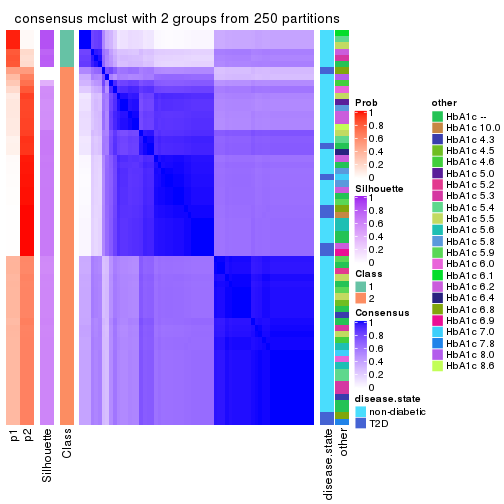 consensus mclust with 2 groups from 250 partitions
Prob
1
0.8
0.6
0.4
0.2
0
Silhouette
1
0.8
0.6
0.4
0.2
0
Class
1
2
Consensus
1
0.8
0.6
0.4
0.2
0
disease.state
non-diabetic
T2D
other
HbA1c --
HbA1c 10.0
HbA1c 4.3
HbA1c 4.5
HbA1c 4.6
HbA1c 5.0
HbA1c 5.2
HbA1c 5.3
HbA1c 5.4
HbA1c 5.5
HbA1c 5.6
HbA1c 5.8
HbA1c 5.9
HbA1c 6.0
HbA1c 6.1
HbA1c 6.2
HbA1c 6.4
HbA1c 6.8
HbA1c 6.9
HbA1c 7.0
HbA1c 7.8
HbA1c 8.0
HbA1c 8.6
p1
p2
Silhouette
Class
disease.state
other